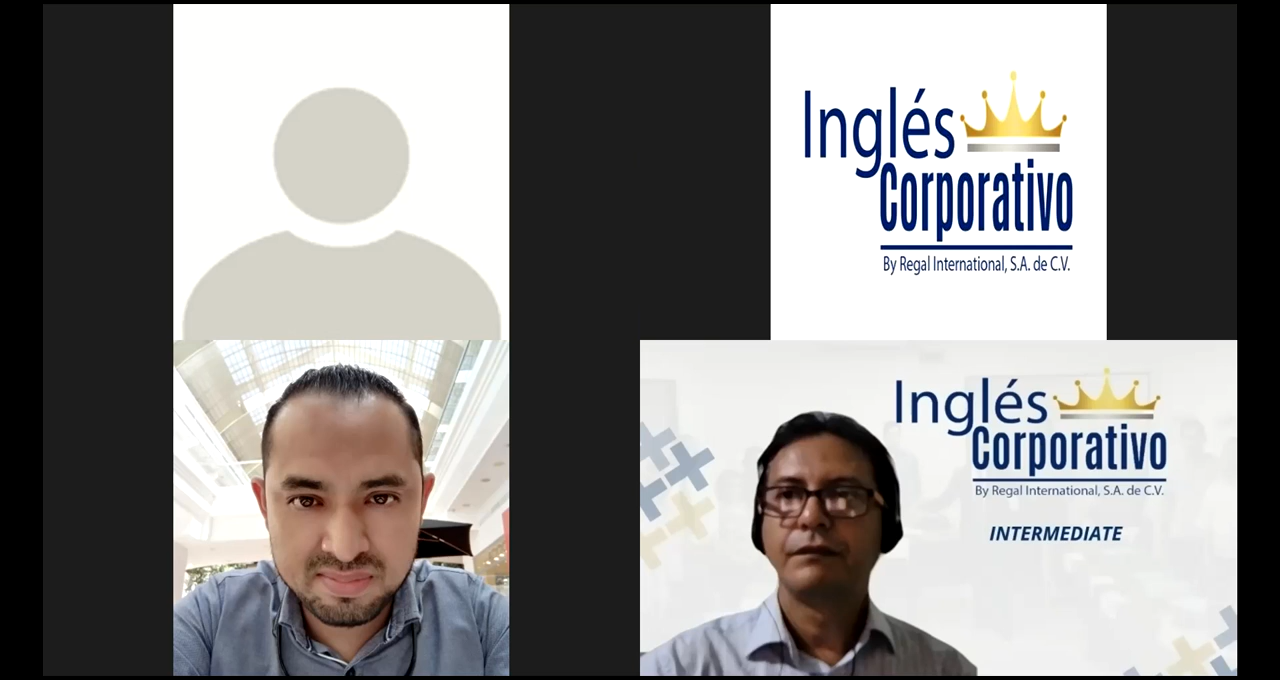 Inglés
Corporativo
By Regal International, S.A. de C.V.
Inglés
Corporativo
By Regal International, S.A. de C.V.
INTERMEDIATE